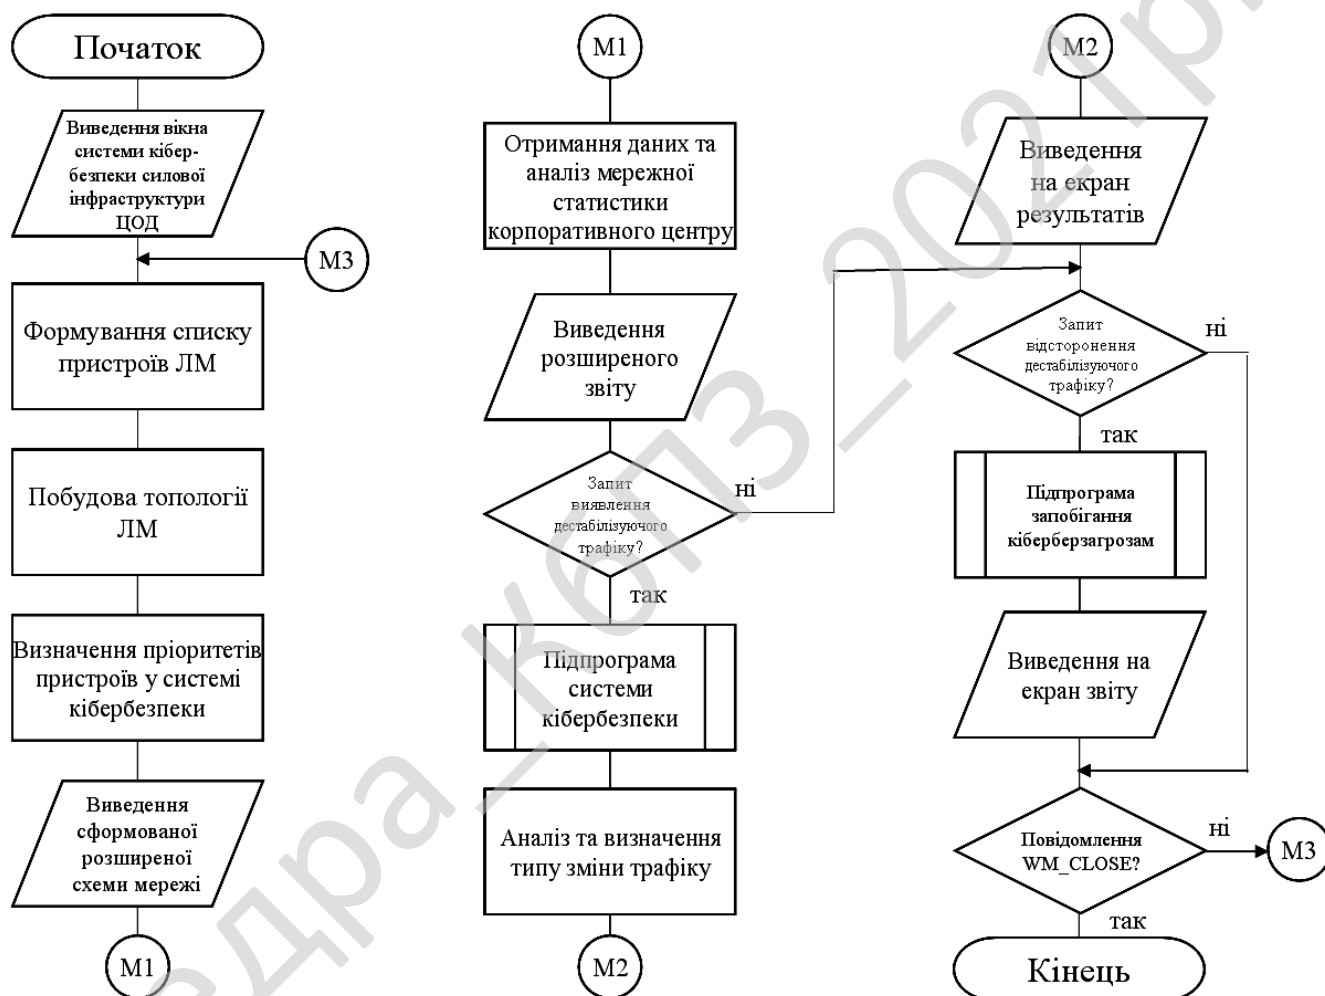 Початок
Виведення вікна
системи кібер-
безпеки силової
інфраструктури
ЦОД
М3
Формування списку
пристроїв ЛМ
Побудова топології
ЛМ
Визначення пріоритетів
пристроїв у системі
кібербезпеки
Виведення
сформованої
розширеної
схеми мережі
М1
М1
Отримання даних та
аналіз мережної
статистики
корпоративного центру
Виведення
розширеного
звіту
Запит
виявлення
дестабілізуючого
трафіку?
ні
так
Підпрограма
системи
кібербезпеки
Аналіз та визначення
типу зміни трафіку
М2
М2
Виведення
на екран
результатів
Запит
відсторонення
дестабілізуючого
трафіку?
ні
так
Підпрограма
запобігання
кіберберзагрозам
Виведення на
екран звіту
Повідомлення
WM_CLOSE?
ні
М3
так
Кінець